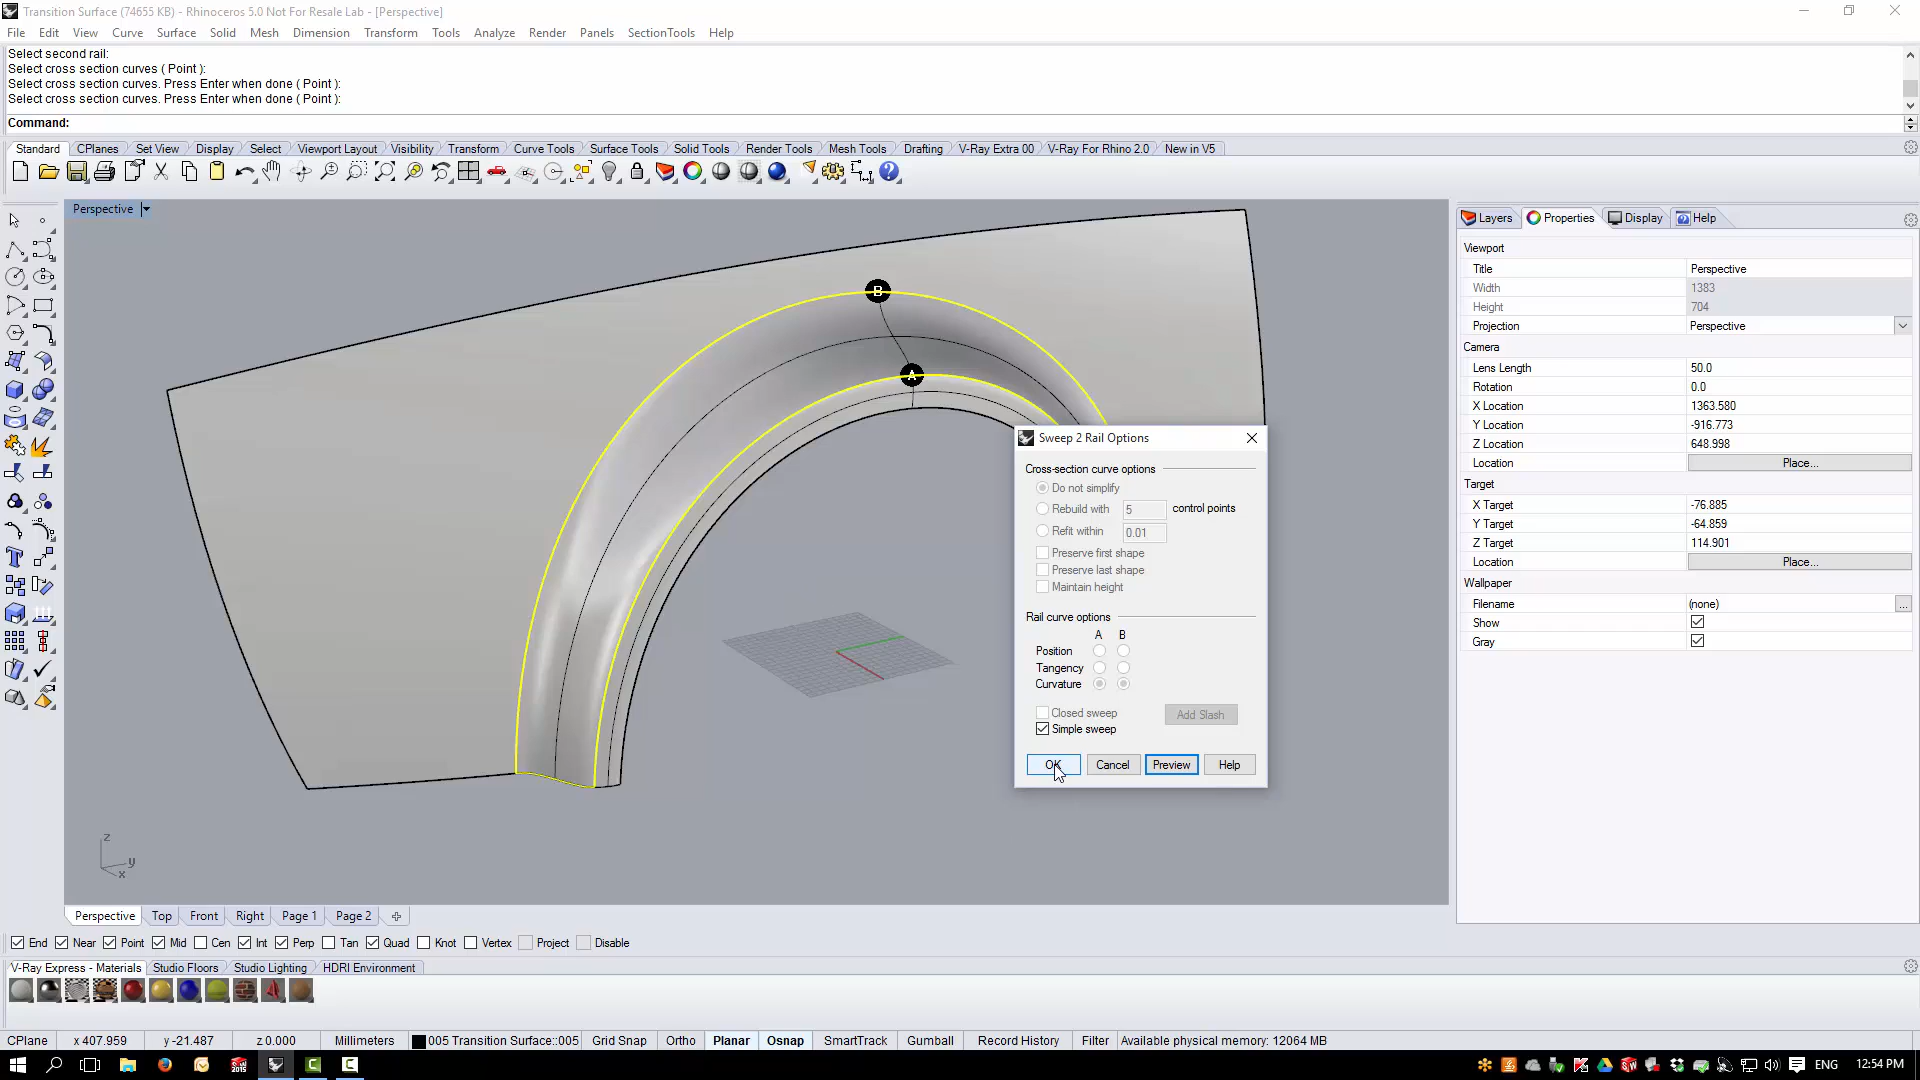 Transition Surface (74655 KB) - Rhinoceros 5.0 Not For Resale Lab - [Perspective]
File Edit View Curve Surface Solid Mesh Dimension Transform Tools Analyze Render Panels SectionTools Help
Select second rail:
Select cross section curves ( Point ):
Select cross section curves. Press Enter when done ( Point ):
Select cross section curves. Press Enter when done ( Point ):
Command:
Standard CPlanes Set View Display Select Viewport Layout Visibility Transform Curve Tools Surface Tools Solid Tools Render Tools Mesh Tools Drafting V-Ray Extra 00 V-Ray For Rhino 2.0 New in V5
Perspective
Layers Properties Display Help
Viewport
Title Perspective
Width 1383
Height 704
Projection Perspective
Camera
Lens Length 50.0
Rotation 0.0
X Location 1363.580
Y Location -916.773
Z Location 648.998
Location Place...
Target
X Target -76.885
Y Target -64.859
Z Target 114.901
Location Place...
Wallpaper
Filename (none) ...
Show
Gray
B
A
Sweep 2 Rail Options
Cross-section curve options
Do not simplify
Rebuild with 5 control points
Refit within 0.01
Preserve first shape
Preserve last shape
Maintain height
Rail curve options
A B
Position
Tangency
Curvature
Closed sweep Add Slash
Simple sweep
OK Cancel Preview Help
z
y
x
Perspective Top Front Right Page 1 Page 2
End Near Point Mid Cen Int Perp Tan Quad Knot Vertex Project Disable
V-Ray Express - Materials Studio Floors Studio Lighting HDRI Environment
CPlane x 407.959 y -21.487 z 0.000 Millimeters 005 Transition Surface::005 Grid Snap Ortho Planar Osnap SmartTrack Gumball Record History Filter Available physical memory: 12064 MB
ENG 12:54 PM